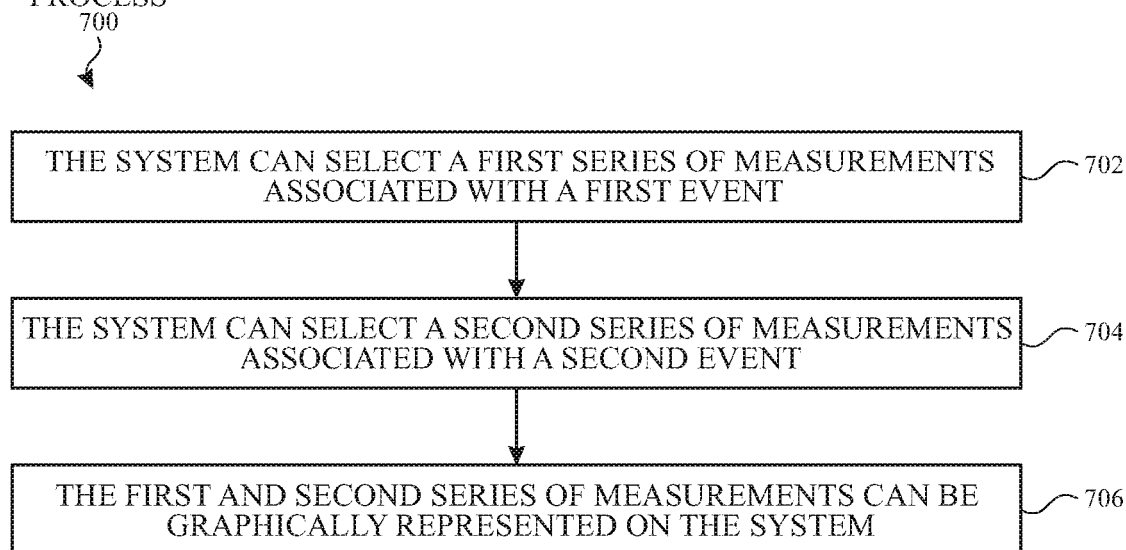 PROCESS
700
THE SYSTEM CAN SELECT A FIRST SERIES OF MEASUREMENTS
ASSOCIATED WITH A FIRST EVENT
702
THE SYSTEM CAN SELECT A SECOND SERIES OF MEASUREMENTS
ASSOCIATED WITH A SECOND EVENT
704
THE FIRST AND SECOND SERIES OF MEASUREMENTS CAN BE
GRAPHICALLY REPRESENTED ON THE SYSTEM
706